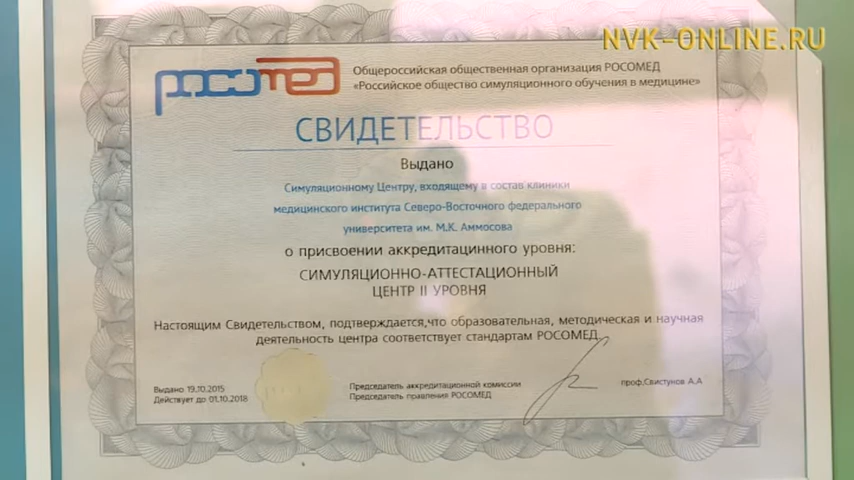 NVK-ONLINE.RU
росомед
Общероссийская общественная организация РОСОМЕД
«Российское общество симуляционного обучения в медицине»
СВИДЕТЕЛЬСТВО
Выдано
Симуляционному Центру, входящему в состав клиники
медицинского института Северо-Восточного федерального
университета им. М.К. Аммосова
о присвоении аккредитацинного уровня:
СИМУЛЯЦИОННО-АТТЕСТАЦИОННЫЙ
ЦЕНТР II УРОВНЯ
Настоящим Свидетельством, подтверждается,что образовательная, методическая и научная
деятельность центра соответствует стандартам РОСОМЕД
Выдано 19.10.2015
Действует до 01.10.2018
Председатель аккредитационной комиссии
Председатель правления РОСОМЕД
проф.Свистунов А.А